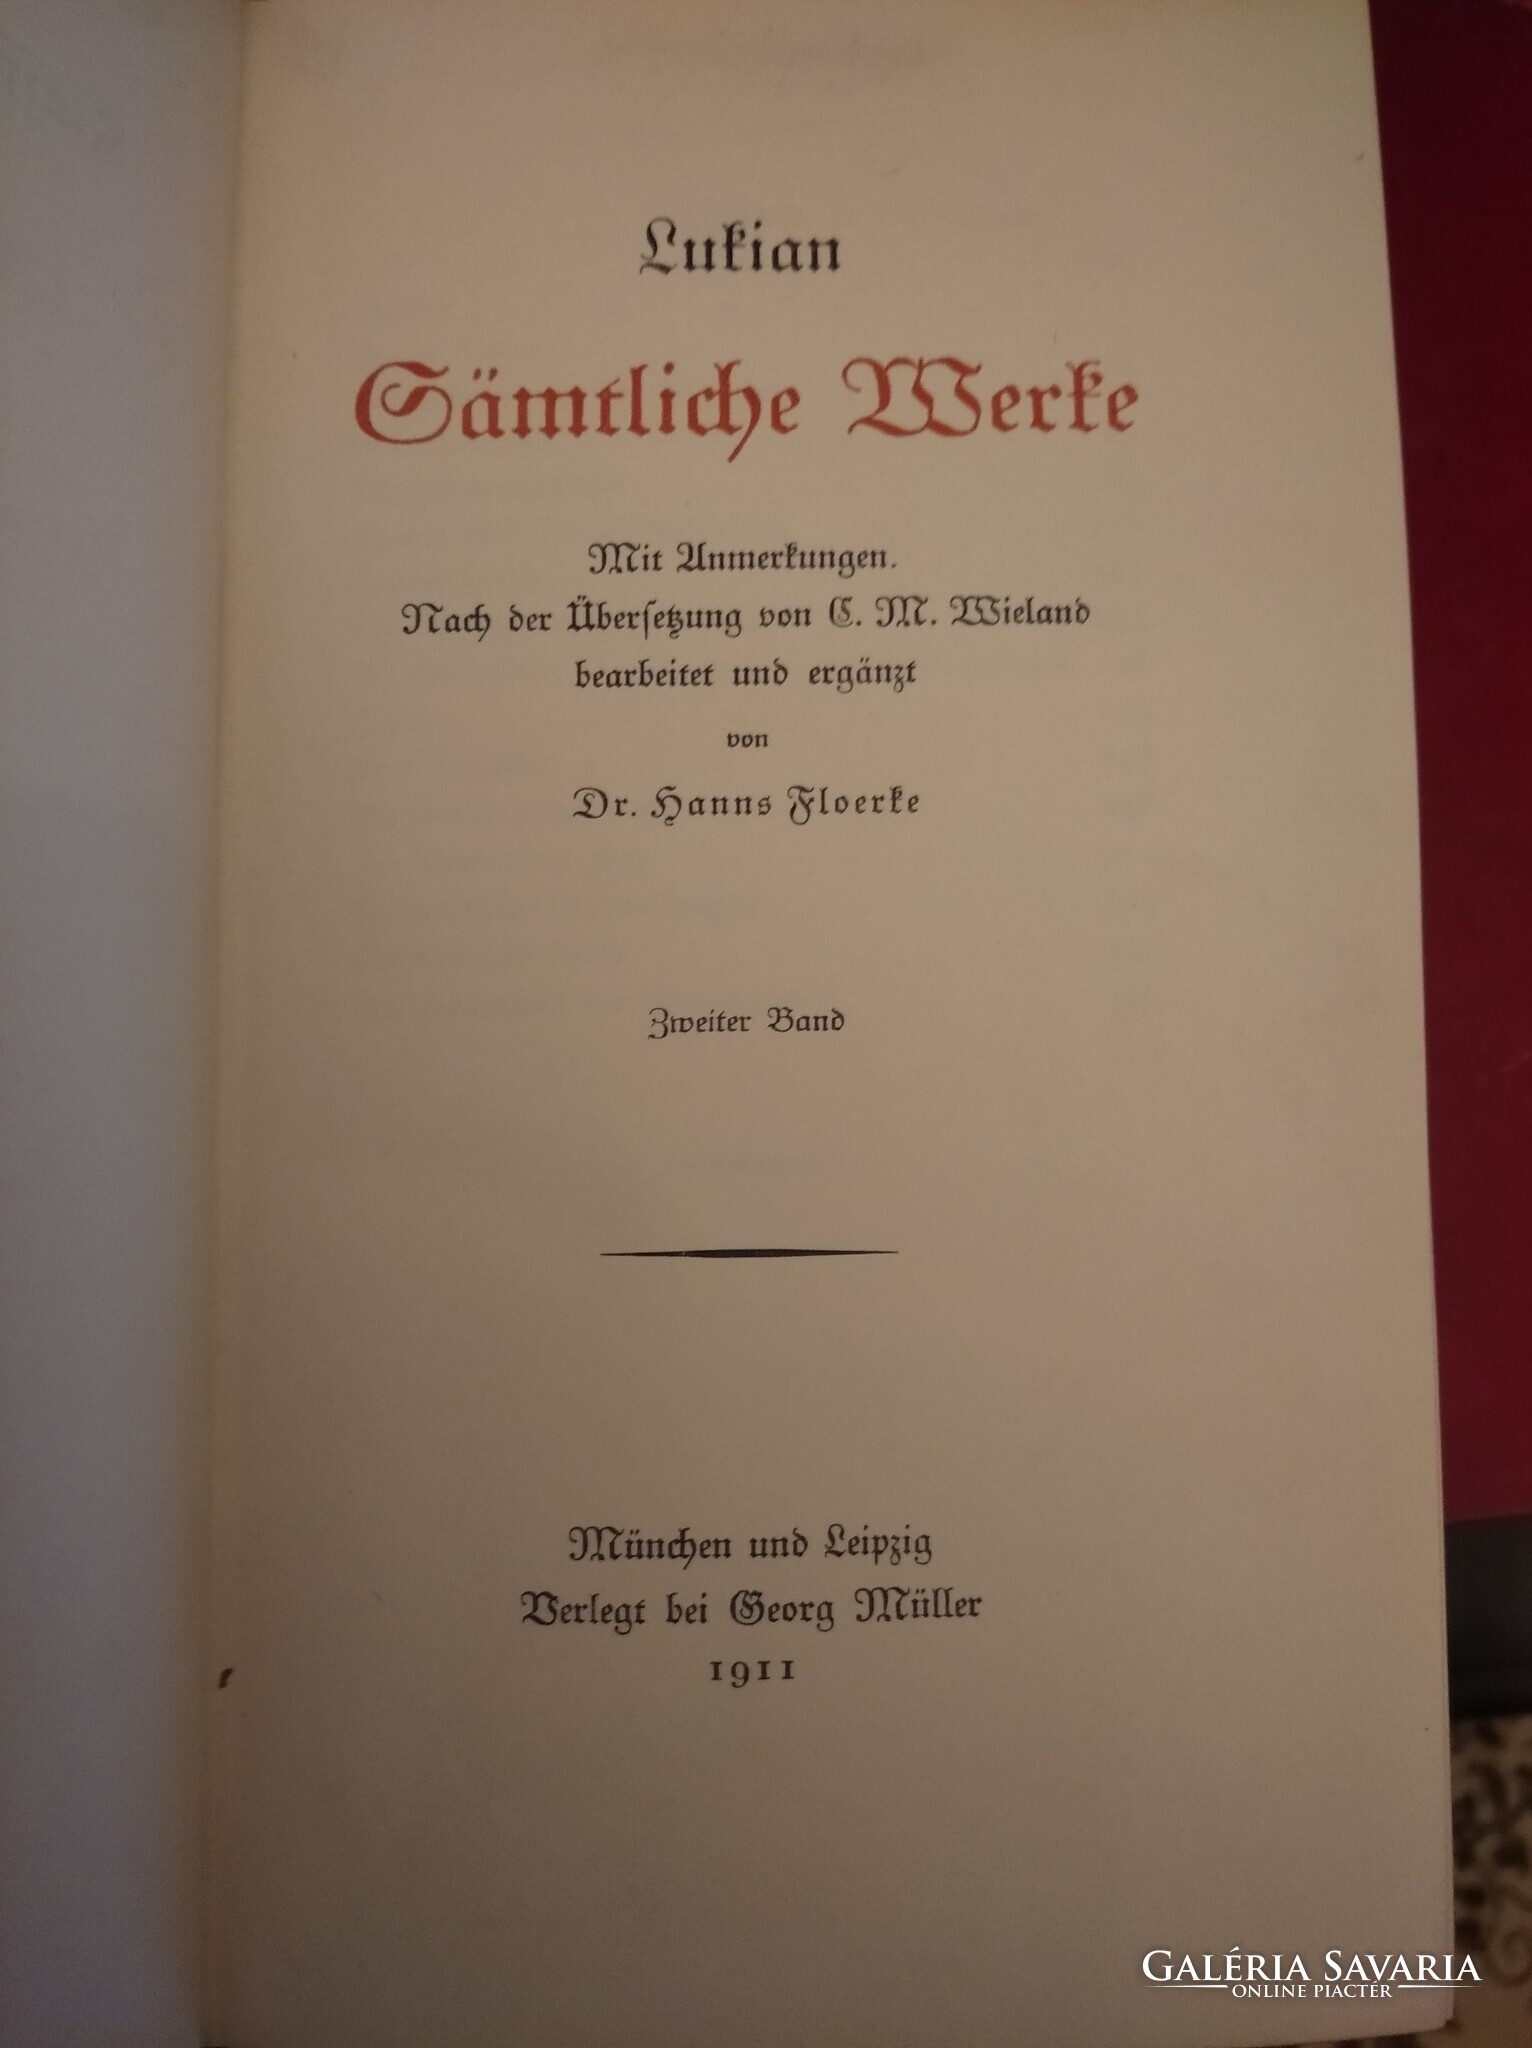 Lukian
Sämtliche Werke
Mit Anmerkungen.
Nach der Überſetzung von C. M. Wieland
bearbeitet und ergänzt
von
Dr. Hanns Floerke
Zweiter Band
München und Leipzig
Verlegt bei Georg Müller
1911
GALÉRIA SAVARIA
ONLINE PIACTÉR